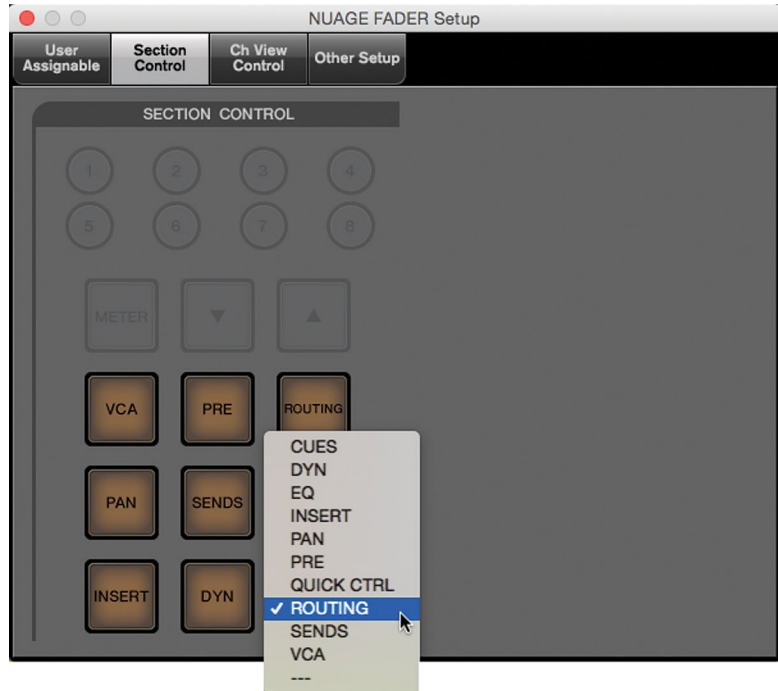 NUAGE FADER Setup
User Assignable
Section Control
Ch View Control
Other Setup
SECTION CONTROL
1 2 3 4
5 6 7 8
METER ▼ ▲
VCA PRE ROUTING
PAN SENDS
INSERT DYN
CUES
DYN
EQ
INSERT
PAN
PRE
QUICK CTRL
✓ ROUTING
SENDS
VCA
---